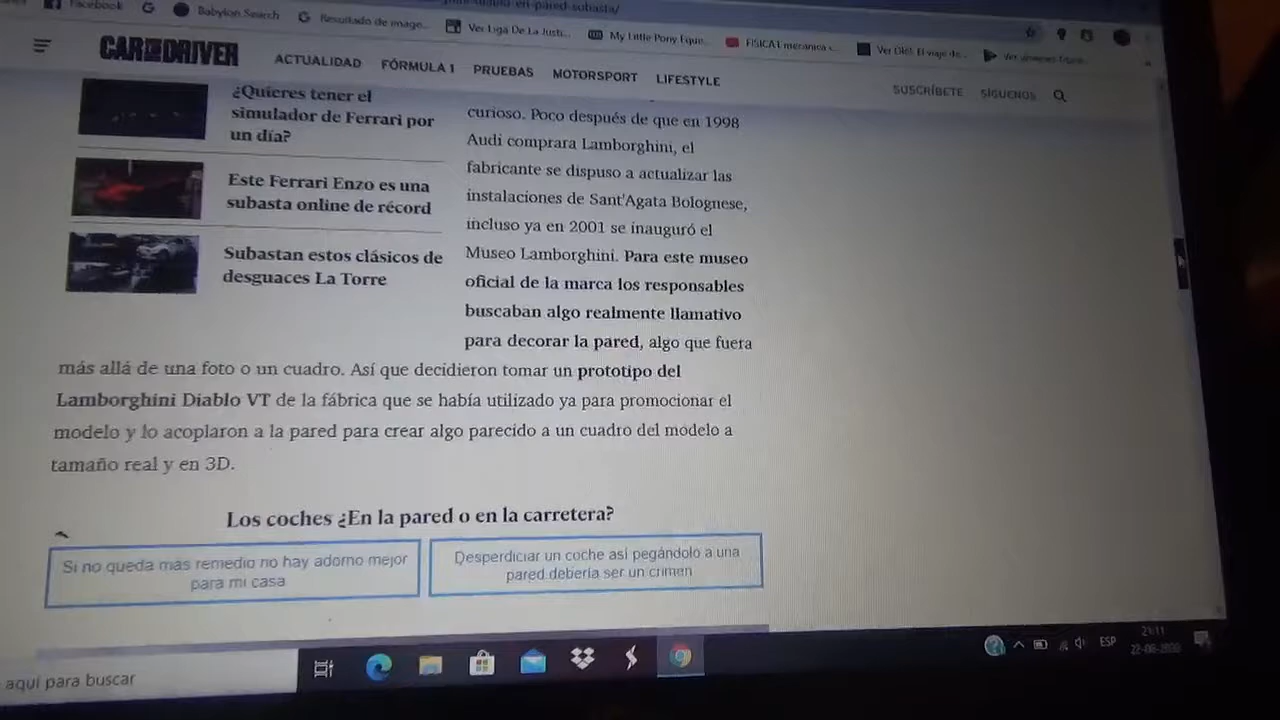 Facebook
Babylon Search
Resultado de image...
Ver Liga De La Justi...
My Little Pony Eque...
FISICA I mecanica c...
en-pared-subasta/
CAR AND DRIVER
ACTUALIDAD
FÓRMULA 1
PRUEBAS
MOTORSPORT
LIFESTYLE
SUSCRÍBETE
SÍGUENOS
¿Quieres tener el
simulador de Ferrari por
un día?
Este Ferrari Enzo es una
subasta online de récord
Subastan estos clásicos de
desguaces La Torre
curioso. Poco después de que en 1998
Audi comprara Lamborghini, el
fabricante se dispuso a actualizar las
instalaciones de Sant'Agata Bolognese,
incluso ya en 2001 se inauguró el
Museo Lamborghini. Para este museo
oficial de la marca los responsables
buscaban algo realmente llamativo
para decorar la pared, algo que fuera
más allá de una foto o un cuadro. Así que decidieron tomar un prototipo del
Lamborghini Diablo VT de la fábrica que se había utilizado ya para promocionar el
modelo y lo acoplaron a la pared para crear algo parecido a un cuadro del modelo a
tamaño real y en 3D.
Los coches ¿En la pared o en la carretera?
Si no queda más remedio no hay adorno mejor
para mi casa
Desperdiciar un coche así pegándolo a una
pared debería ser un crimen
aquí para buscar
ESP
21:11